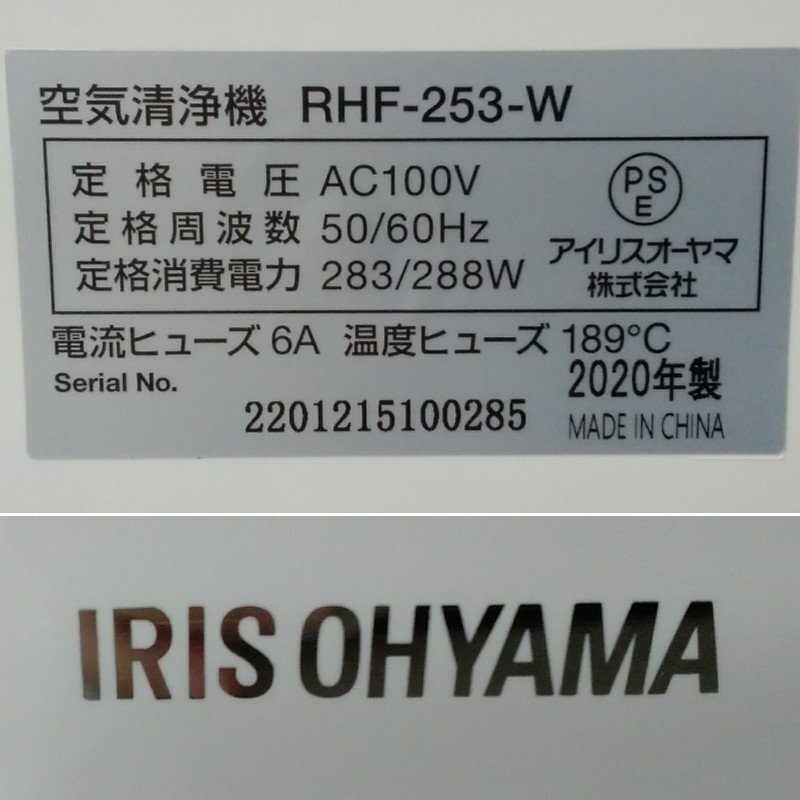 空気清浄機 RHF-253-W
定格電圧 AC100V
定格周波数 50/60Hz
定格消費電力 283/288W
PS
E
アイリスオーヤマ
株式会社
電流ヒューズ 6A 温度ヒューズ 189°C
Serial No.
2201215100285
2020年製
MADE IN CHINA
IRIS OHYAMA